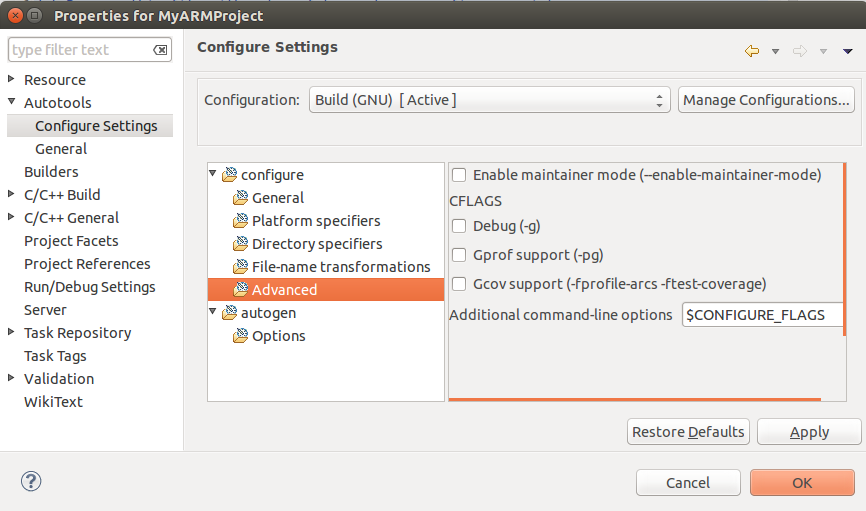 Properties for MyARMProject
type filter text
Resource
Autotools
Configure Settings
General
Builders
C/C++ Build
C/C++ General
Project Facets
Project References
Run/Debug Settings
Server
Task Repository
Task Tags
Validation
WikiText
Configure Settings
Configuration: Build (GNU) [ Active ] Manage Configurations...
configure
General
Platform specifiers
Directory specifiers
File-name transformations
Advanced
autogen
Options
Enable maintainer mode (--enable-maintainer-mode)
CFLAGS
Debug (-g)
Gprof support (-pg)
Gcov support (-fprofile-arcs -ftest-coverage)
Additional command-line options $CONFIGURE_FLAGS
Restore Defaults Apply
? Cancel OK